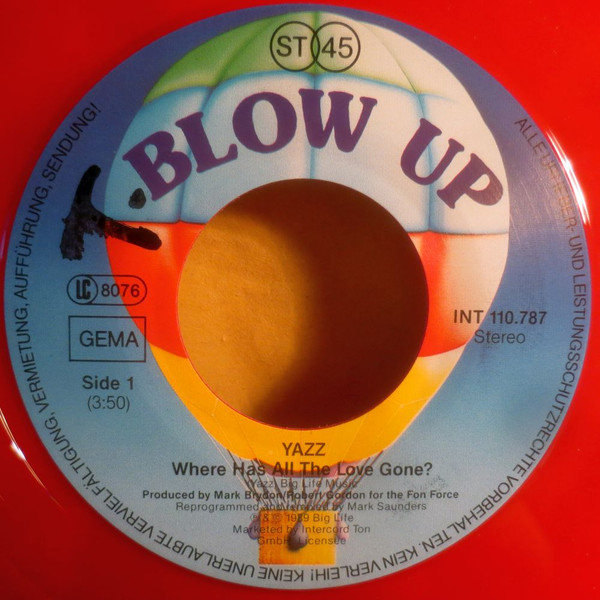 ST 45
BLOW UP
T.
LC 8076
GEMA
Side 1
(3:50)
INT 110.787
Stereo
YAZZ
Where Has All The Love Gone?
Yazz, Big Life Music
Produced by Mark Brydon/Robert Gordon for the Fon Force
Reprogrammed and remixed by Mark Saunders
Ⓟ & © 1989 Big Life
Marketed by Intercord Ton
GmbH. Licensee
ALLE URHEBER- UND LEISTUNGSSCHUTZRECHTE VORBEHALTEN. KEIN VERLEIH! KEINE UNERLAUBTE VERVIELFÄLTIGUNG, VERMIETUNG, AUFFÜHRUNG, SENDUNG!